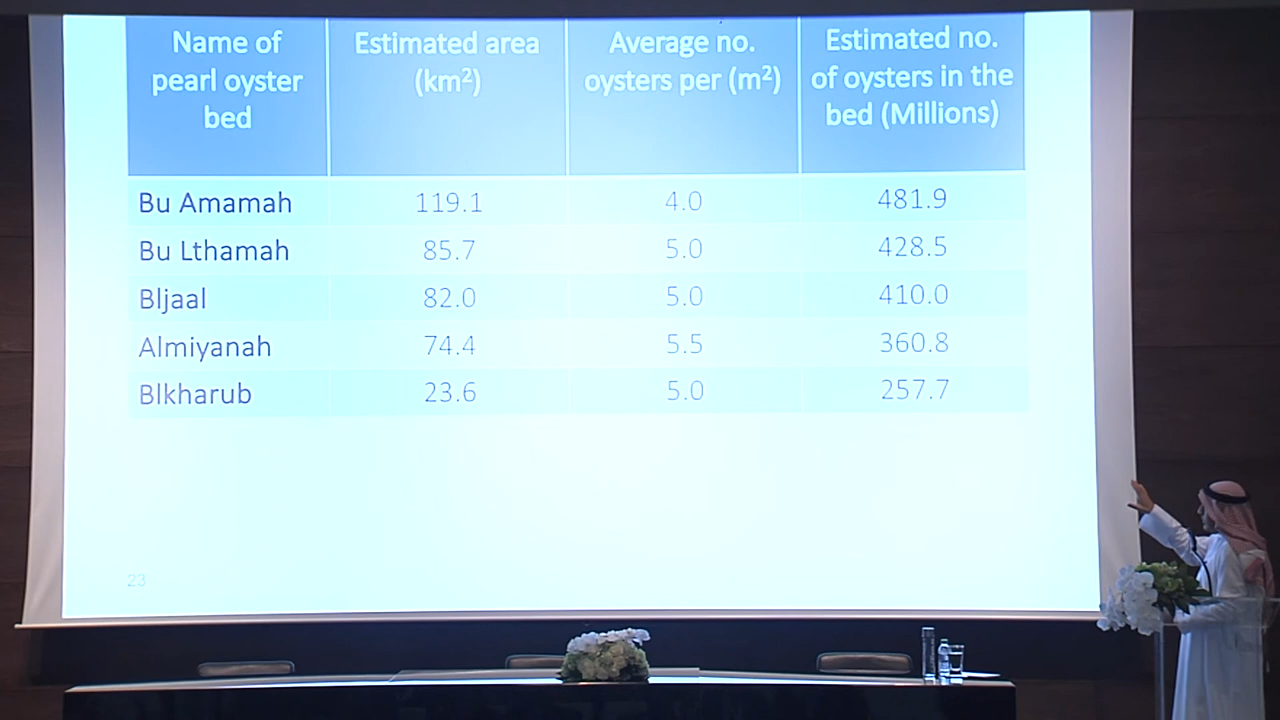 Name of pearl oyster bed Estimated area (km²) Average no. oysters per (m²) Estimated no. of oysters in the bed (Millions)
Bu Amamah 119.1 4.0 481.9
Bu Lthamah 85.7 5.0 428.5
Bljaal 82.0 5.0 410.0
Almiyanah 74.4 5.5 360.8
Blkharub 23.6 5.0 257.7
23